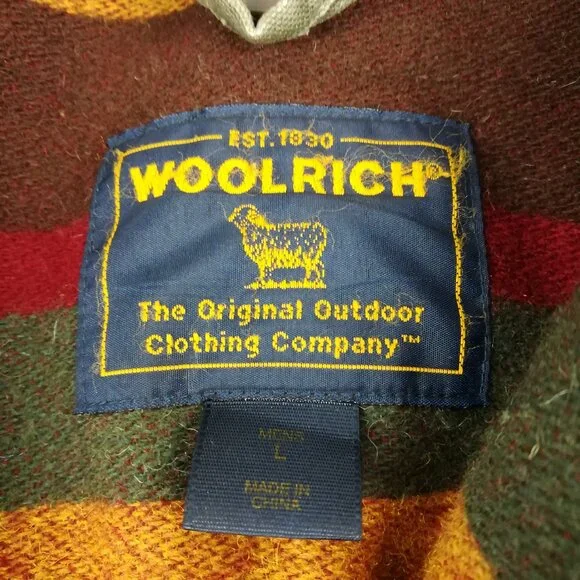 EST. 1830
WOOLRICH®
The Original Outdoor
Clothing Company™
MENS
L
MADE IN
CHINA